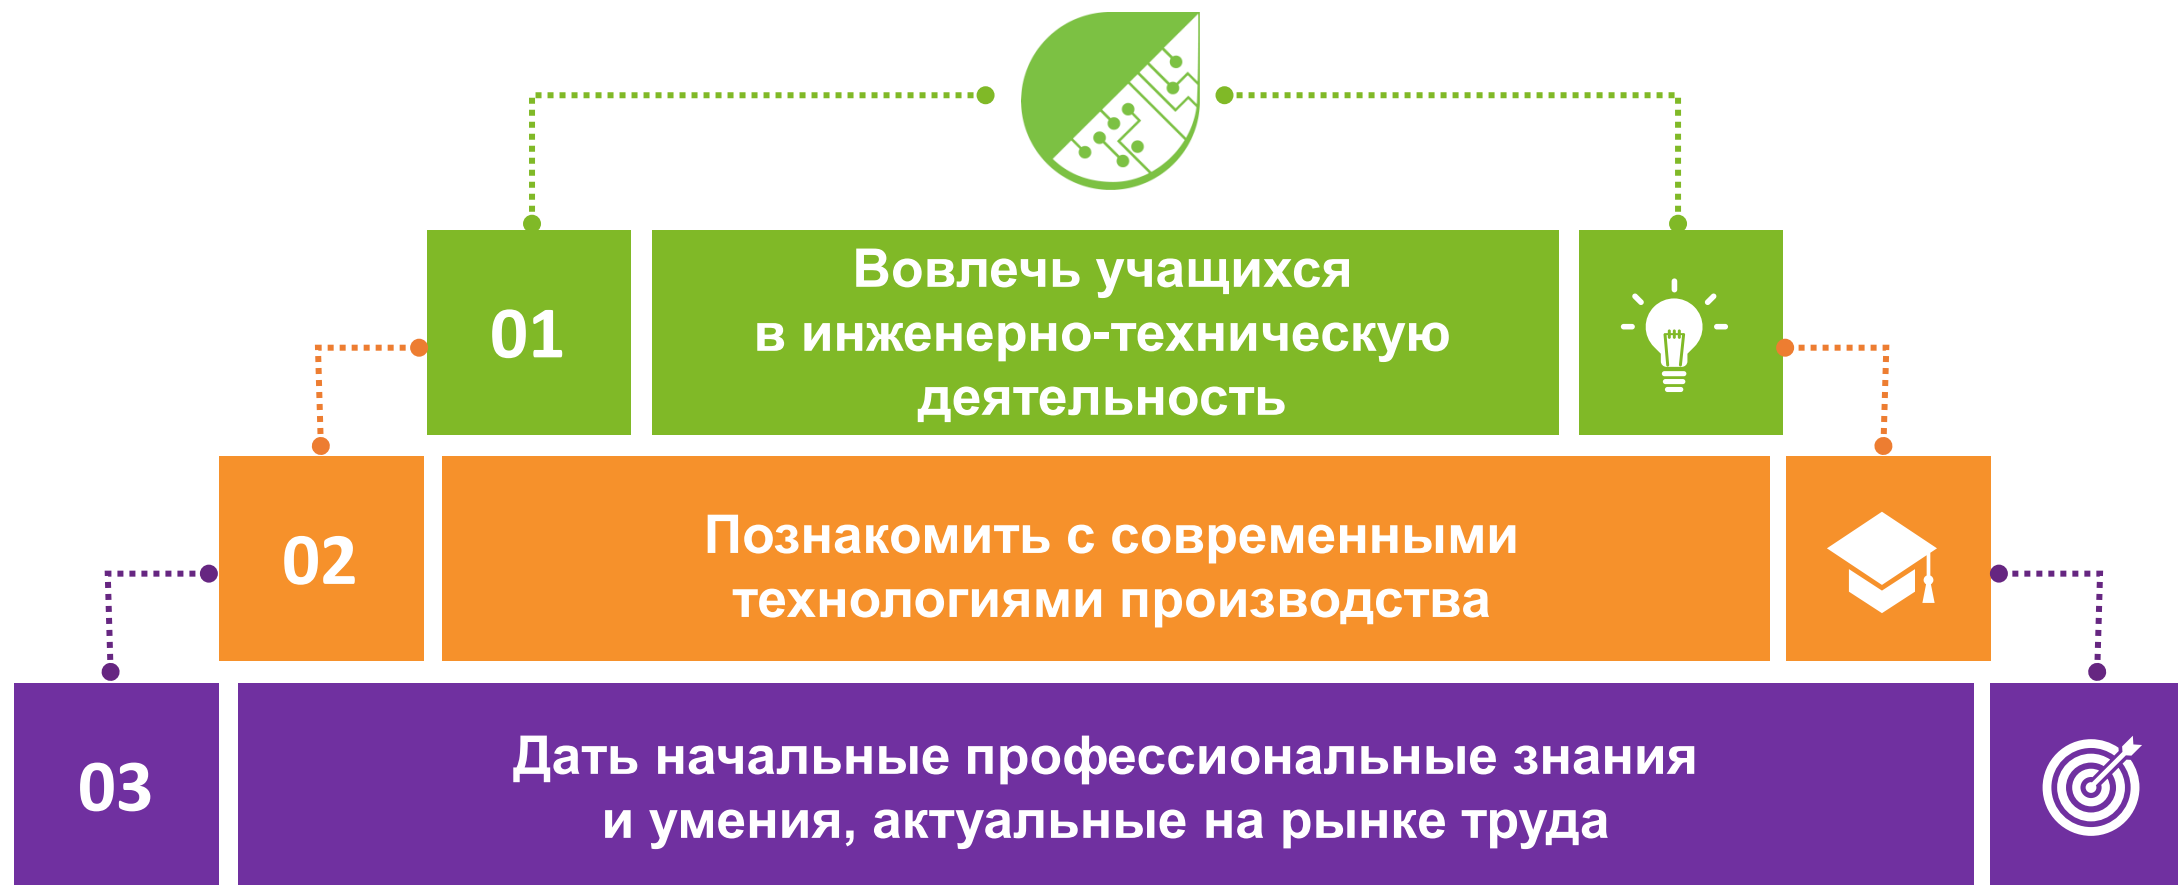 01
Вовлечь учащихся
в инженерно-техническую
деятельность
02
Познакомить с современными
технологиями производства
03
Дать начальные профессиональные знания
и умения, актуальные на рынке труда